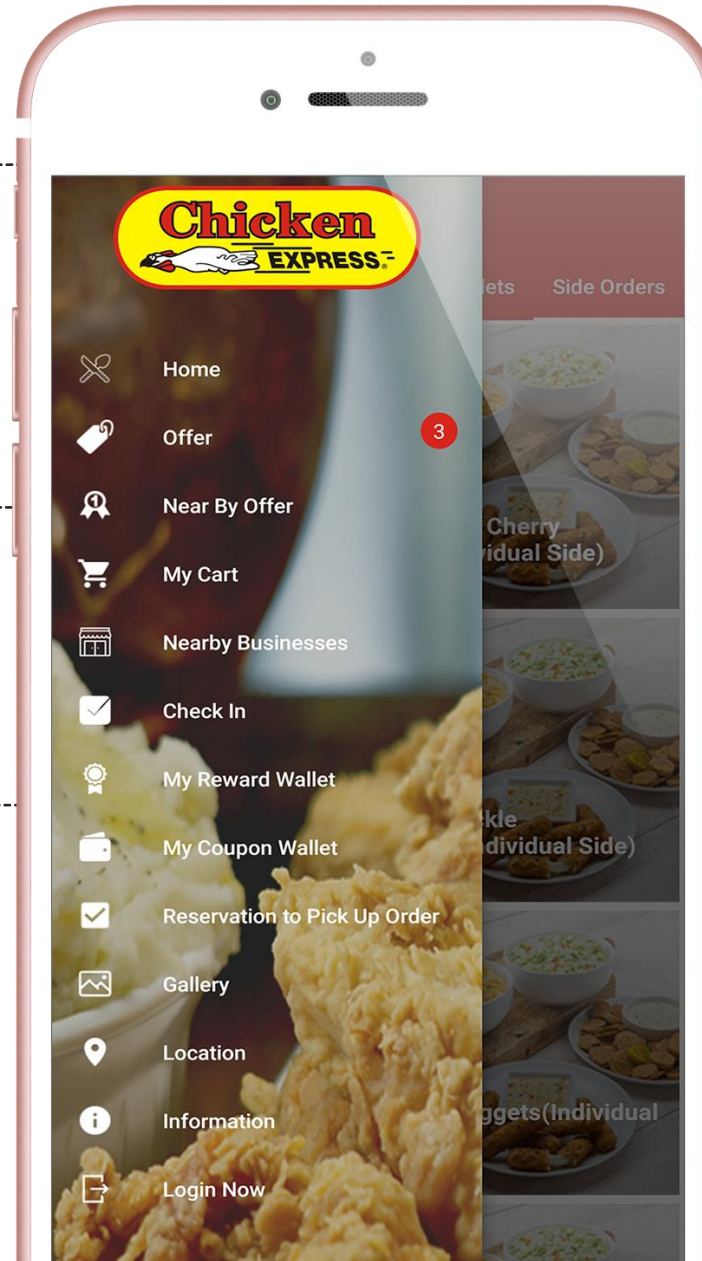 Chicken
EXPRESS®
lets Side Orders
Home
Offer 3
Near By Offer
My Cart
Nearby Businesses
Check In
My Reward Wallet
My Coupon Wallet
Reservation to Pick Up Order
Gallery
Location
Information
Login Now
Cherry
vidual Side)
kle
dividual Side)
ggets(Individual